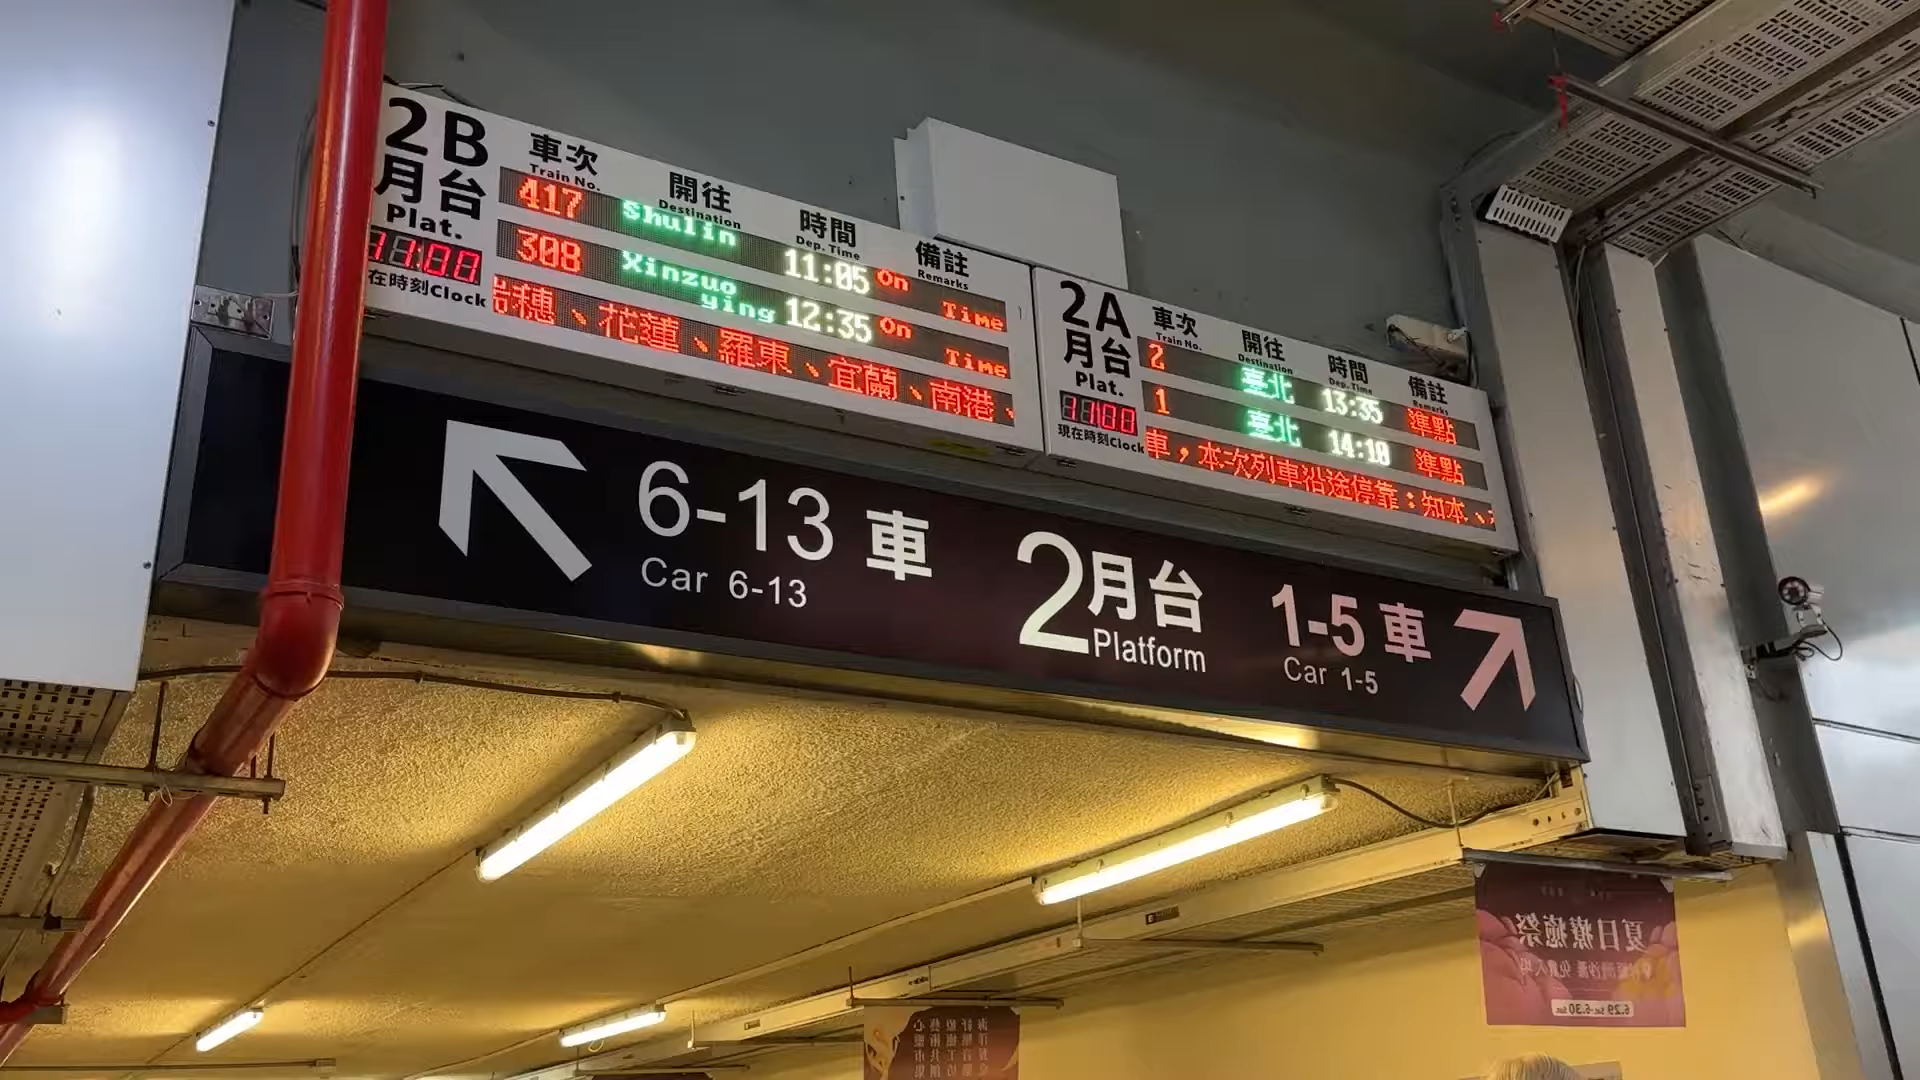 2B
月台
Plat.
11:00
在時刻Clock
車次
Train No.
開往
Destination
時間
Dep. Time
備註
Remarks
417 Shulin 11:05 On Time
308 Xinzuo ying 12:35 On Time
穗、花蓮、羅東、宜蘭、南港、
2A
月台
Plat.
11:00
現在時刻Clock
車次
Train No.
開往
Destination
時間
Dep. Time
備註
Remarks
2 臺北 13:35 準點
1 臺北 14:10 準點
車，本次列車沿途停靠：知本、
6-13 車
Car 6-13
2月台
Platform
1-5 車
Car 1-5
夏日療癒祭
6.29 Sat.-6.30 Sun.